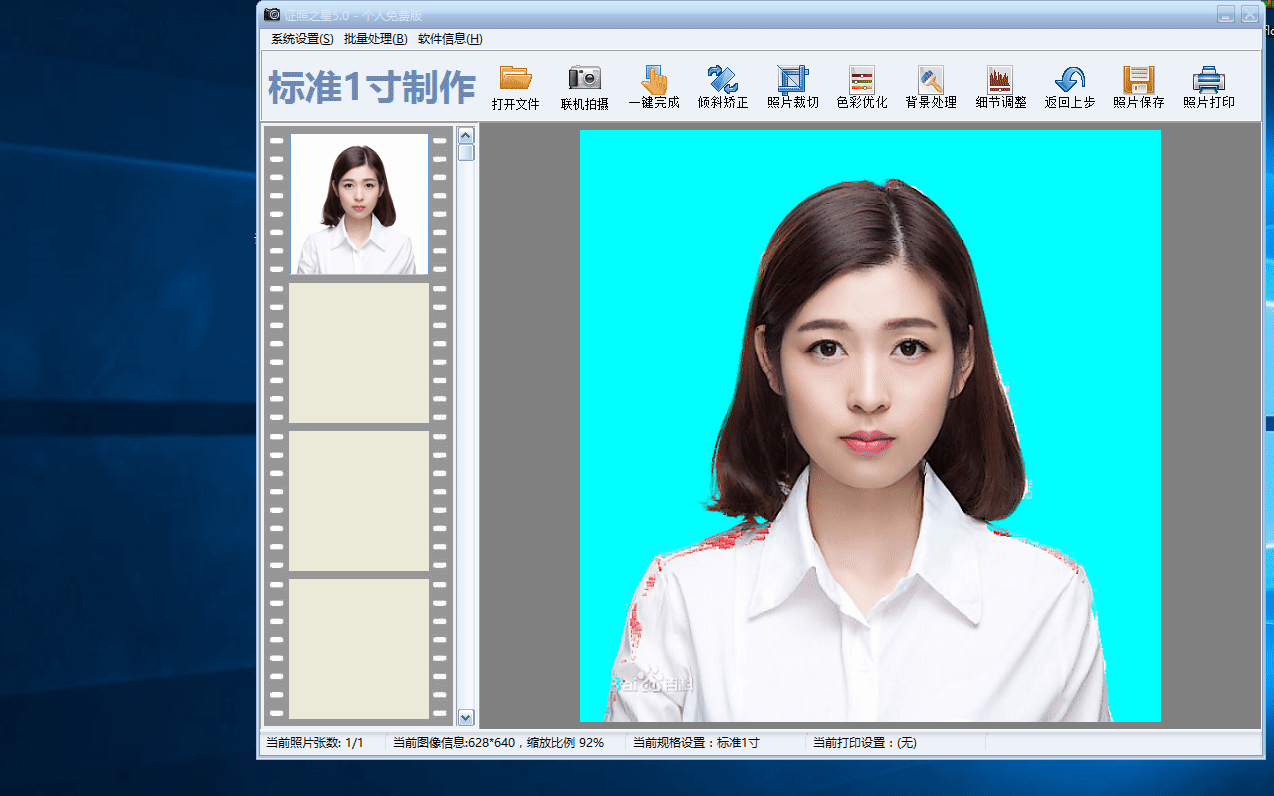 证照之星5.0 - 个人免费版
系统设置(S) 批量处理(B) 软件信息(H)
标准1寸制作
打开文件 联机拍摄 一键完成 倾斜矫正 照片裁切 色彩优化 背景处理 细节调整 返回上步 照片保存 照片打印
Bai 百科
当前照片张数: 1/1 当前图像信息:628*640，缩放比例 92% 当前规格设置：标准1寸 当前打印设置：(无)